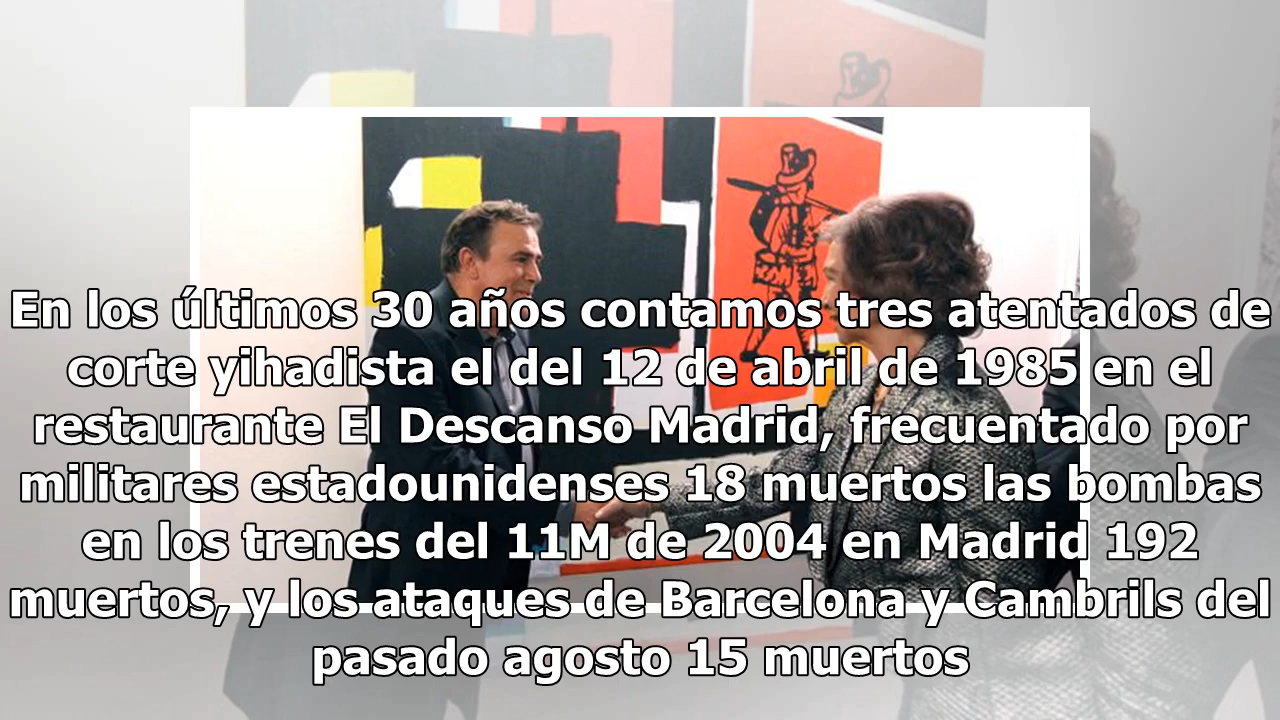 En los últimos 30 años contamos tres atentados de
corte yihadista el del 12 de abril de 1985 en el
restaurante El Descanso Madrid, frecuentado por
militares estadounidenses 18 muertos las bombas
en los trenes del 11M de 2004 en Madrid 192
muertos, y los ataques de Barcelona y Cambrils del
pasado agosto 15 muertos